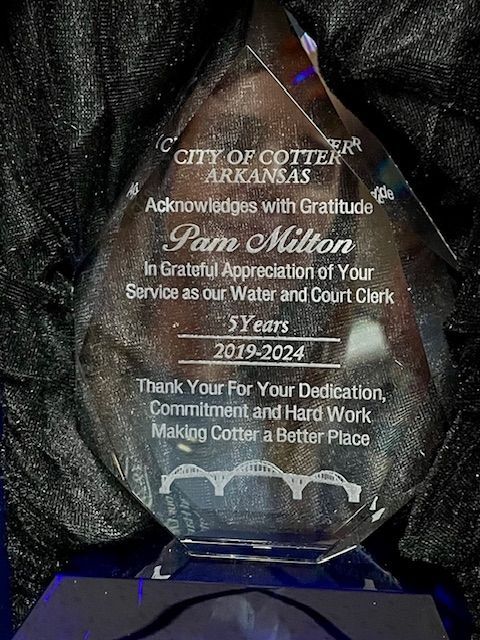 CITY OF COTTER
ARKANSAS
Acknowledges with Gratitude
Pam Milton
In Grateful Appreciation of Your
Service as our Water and Court Clerk
5Years
2019-2024
Thank Your For Your Dedication,
Commitment and Hard Work
Making Cotter a Better Place